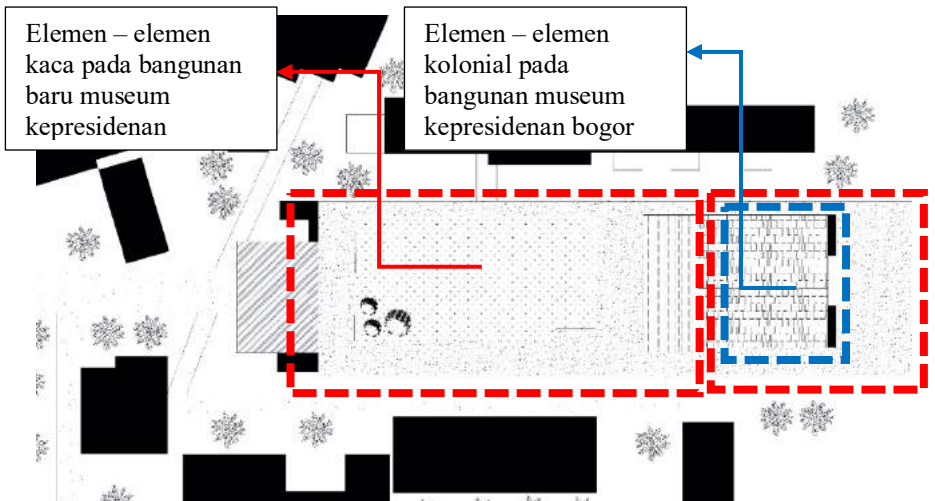 Elemen – elemen
kaca pada bangunan
baru museum
kepresidenan
Elemen – elemen
kolonial pada
bangunan museum
kepresidenan bogor